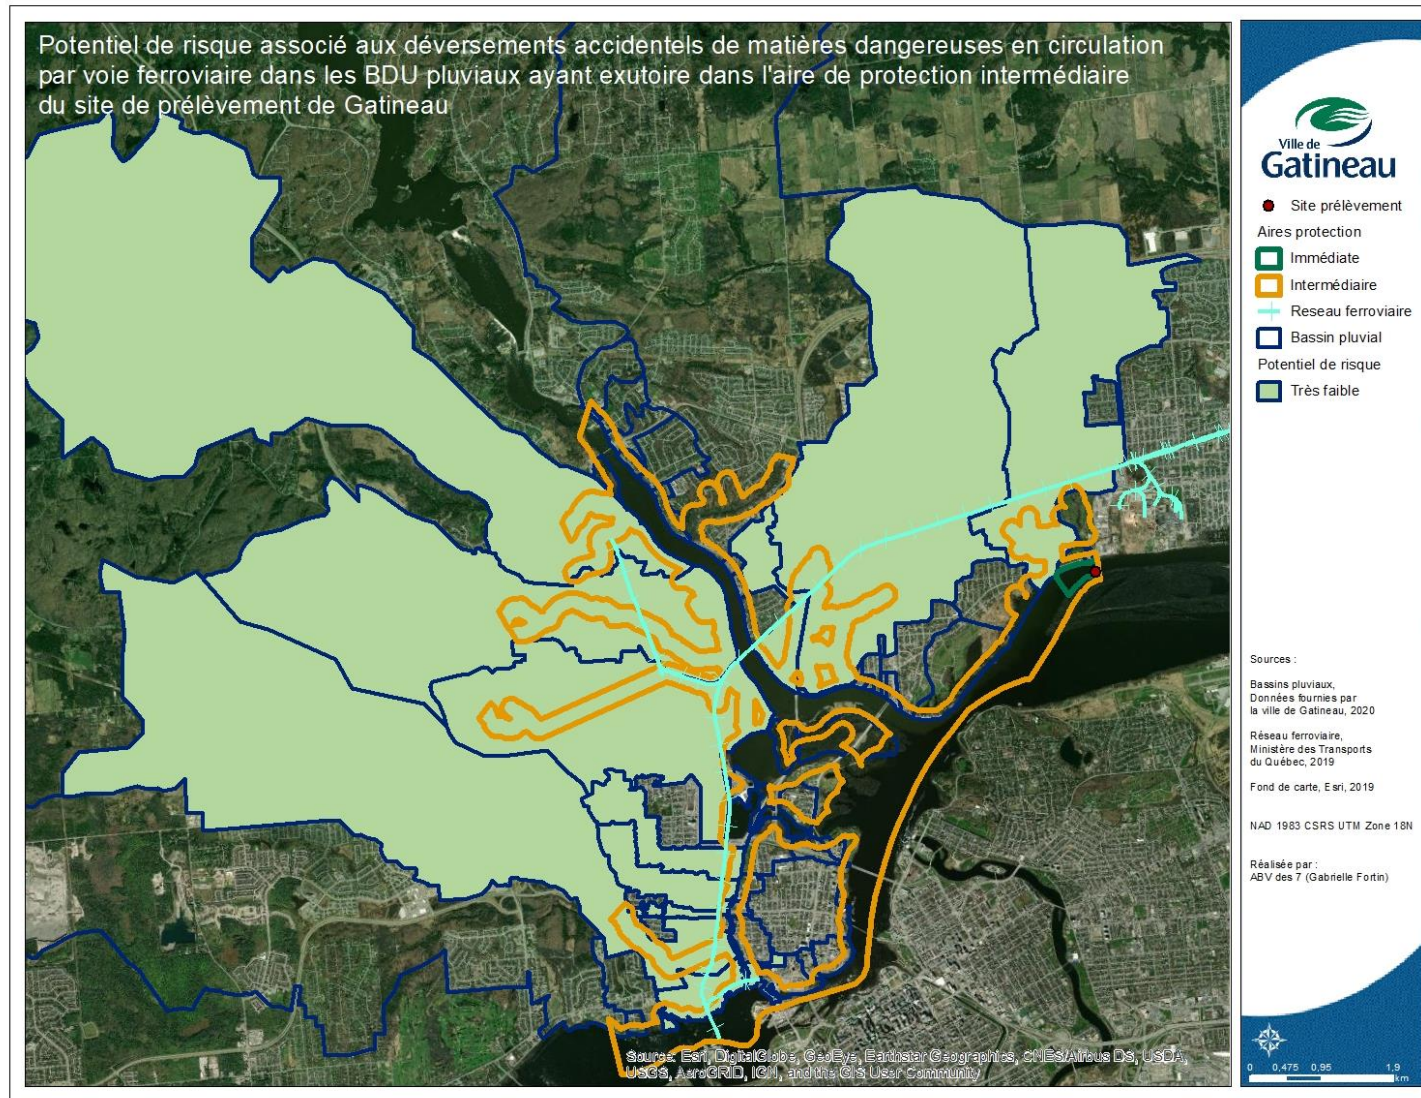 Potentiel de risque associé aux déversements accidentels de matières dangereuses en circulation
par voie ferroviaire dans les BDU pluviaux ayant exutoire dans l'aire de protection intermédiaire
du site de prélèvement de Gatineau
Ville de
Gatineau
Site prélèvement
Aires protection
Immédiate
Intermédiaire
Reseau ferroviaire
Bassin pluvial
Potentiel de risque
Très faible
Sources :
Bassins pluviaux,
Données fournies par
la ville de Gatineau, 2020
Réseau ferroviaire,
Ministère des Transports
du Québec, 2019
Fond de carte, Esri, 2019
NAD 1983 CSRS UTM Zone 18N
Réalisée par :
ABV des 7 (Gabrielle Fortin)
0 0,475 0,95 1,9
km
Source: Esri, DigitalGlobe, GeoEye, Earthstar Geographics, CNES/Airbus DS, USDA,
USGS, AeroGRID, IGN, and the GIS User Community